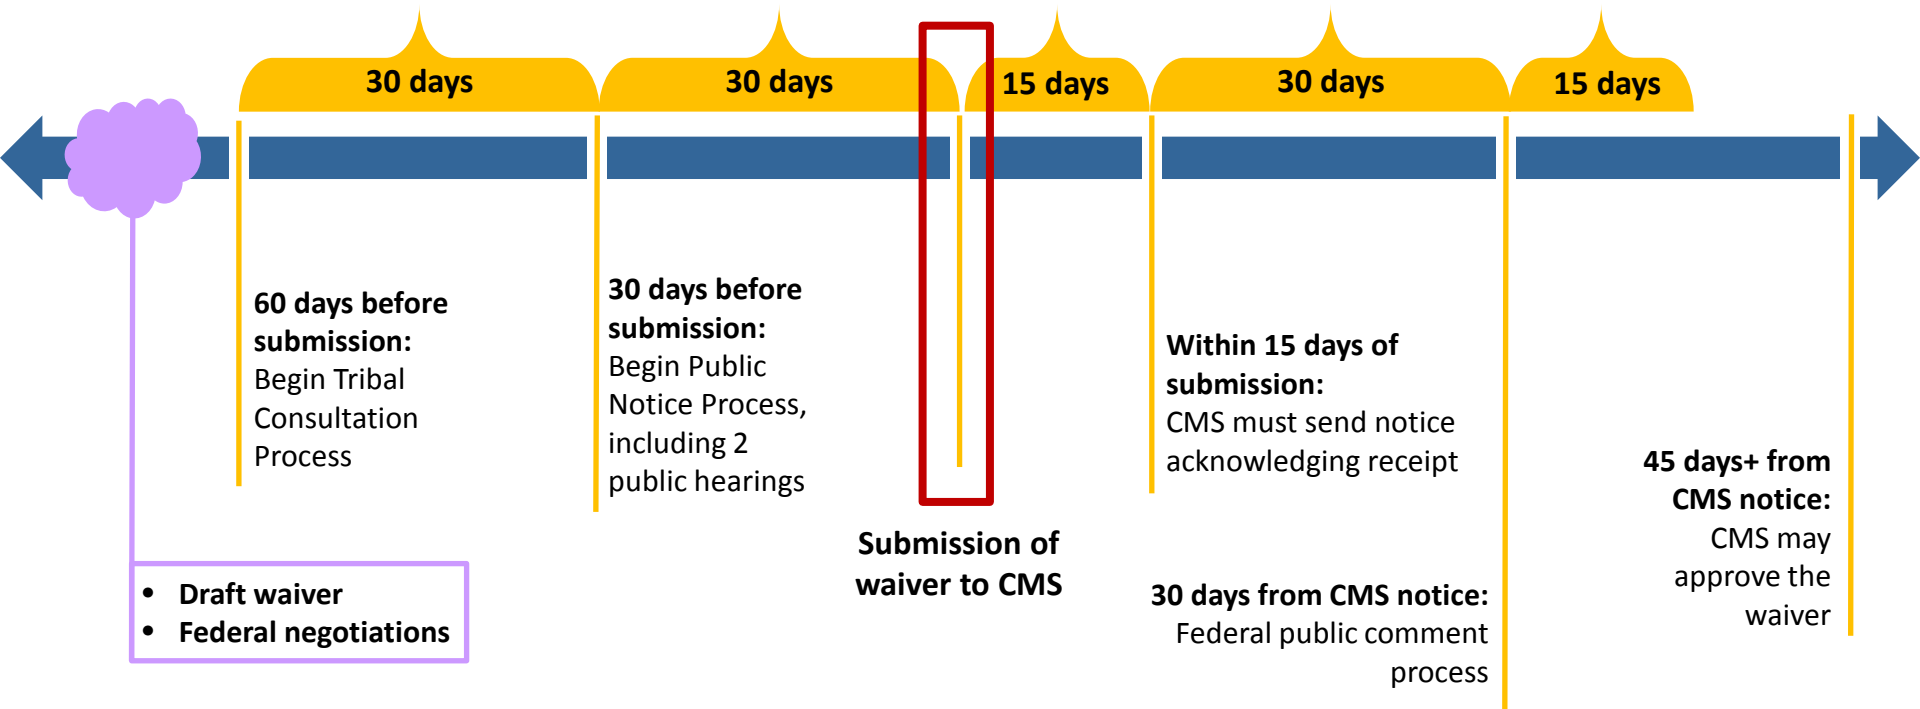 30 days
30 days
15 days
30 days
15 days
60 days before
submission:
Begin Tribal
Consultation
Process
30 days before
submission:
Begin Public
Notice Process,
including 2
public hearings
Within 15 days of
submission:
CMS must send notice
acknowledging receipt
45 days+ from
CMS notice:
CMS may
approve the
waiver
Submission of
waiver to CMS
30 days from CMS notice:
Federal public comment
process
• Draft waiver
• Federal negotiations